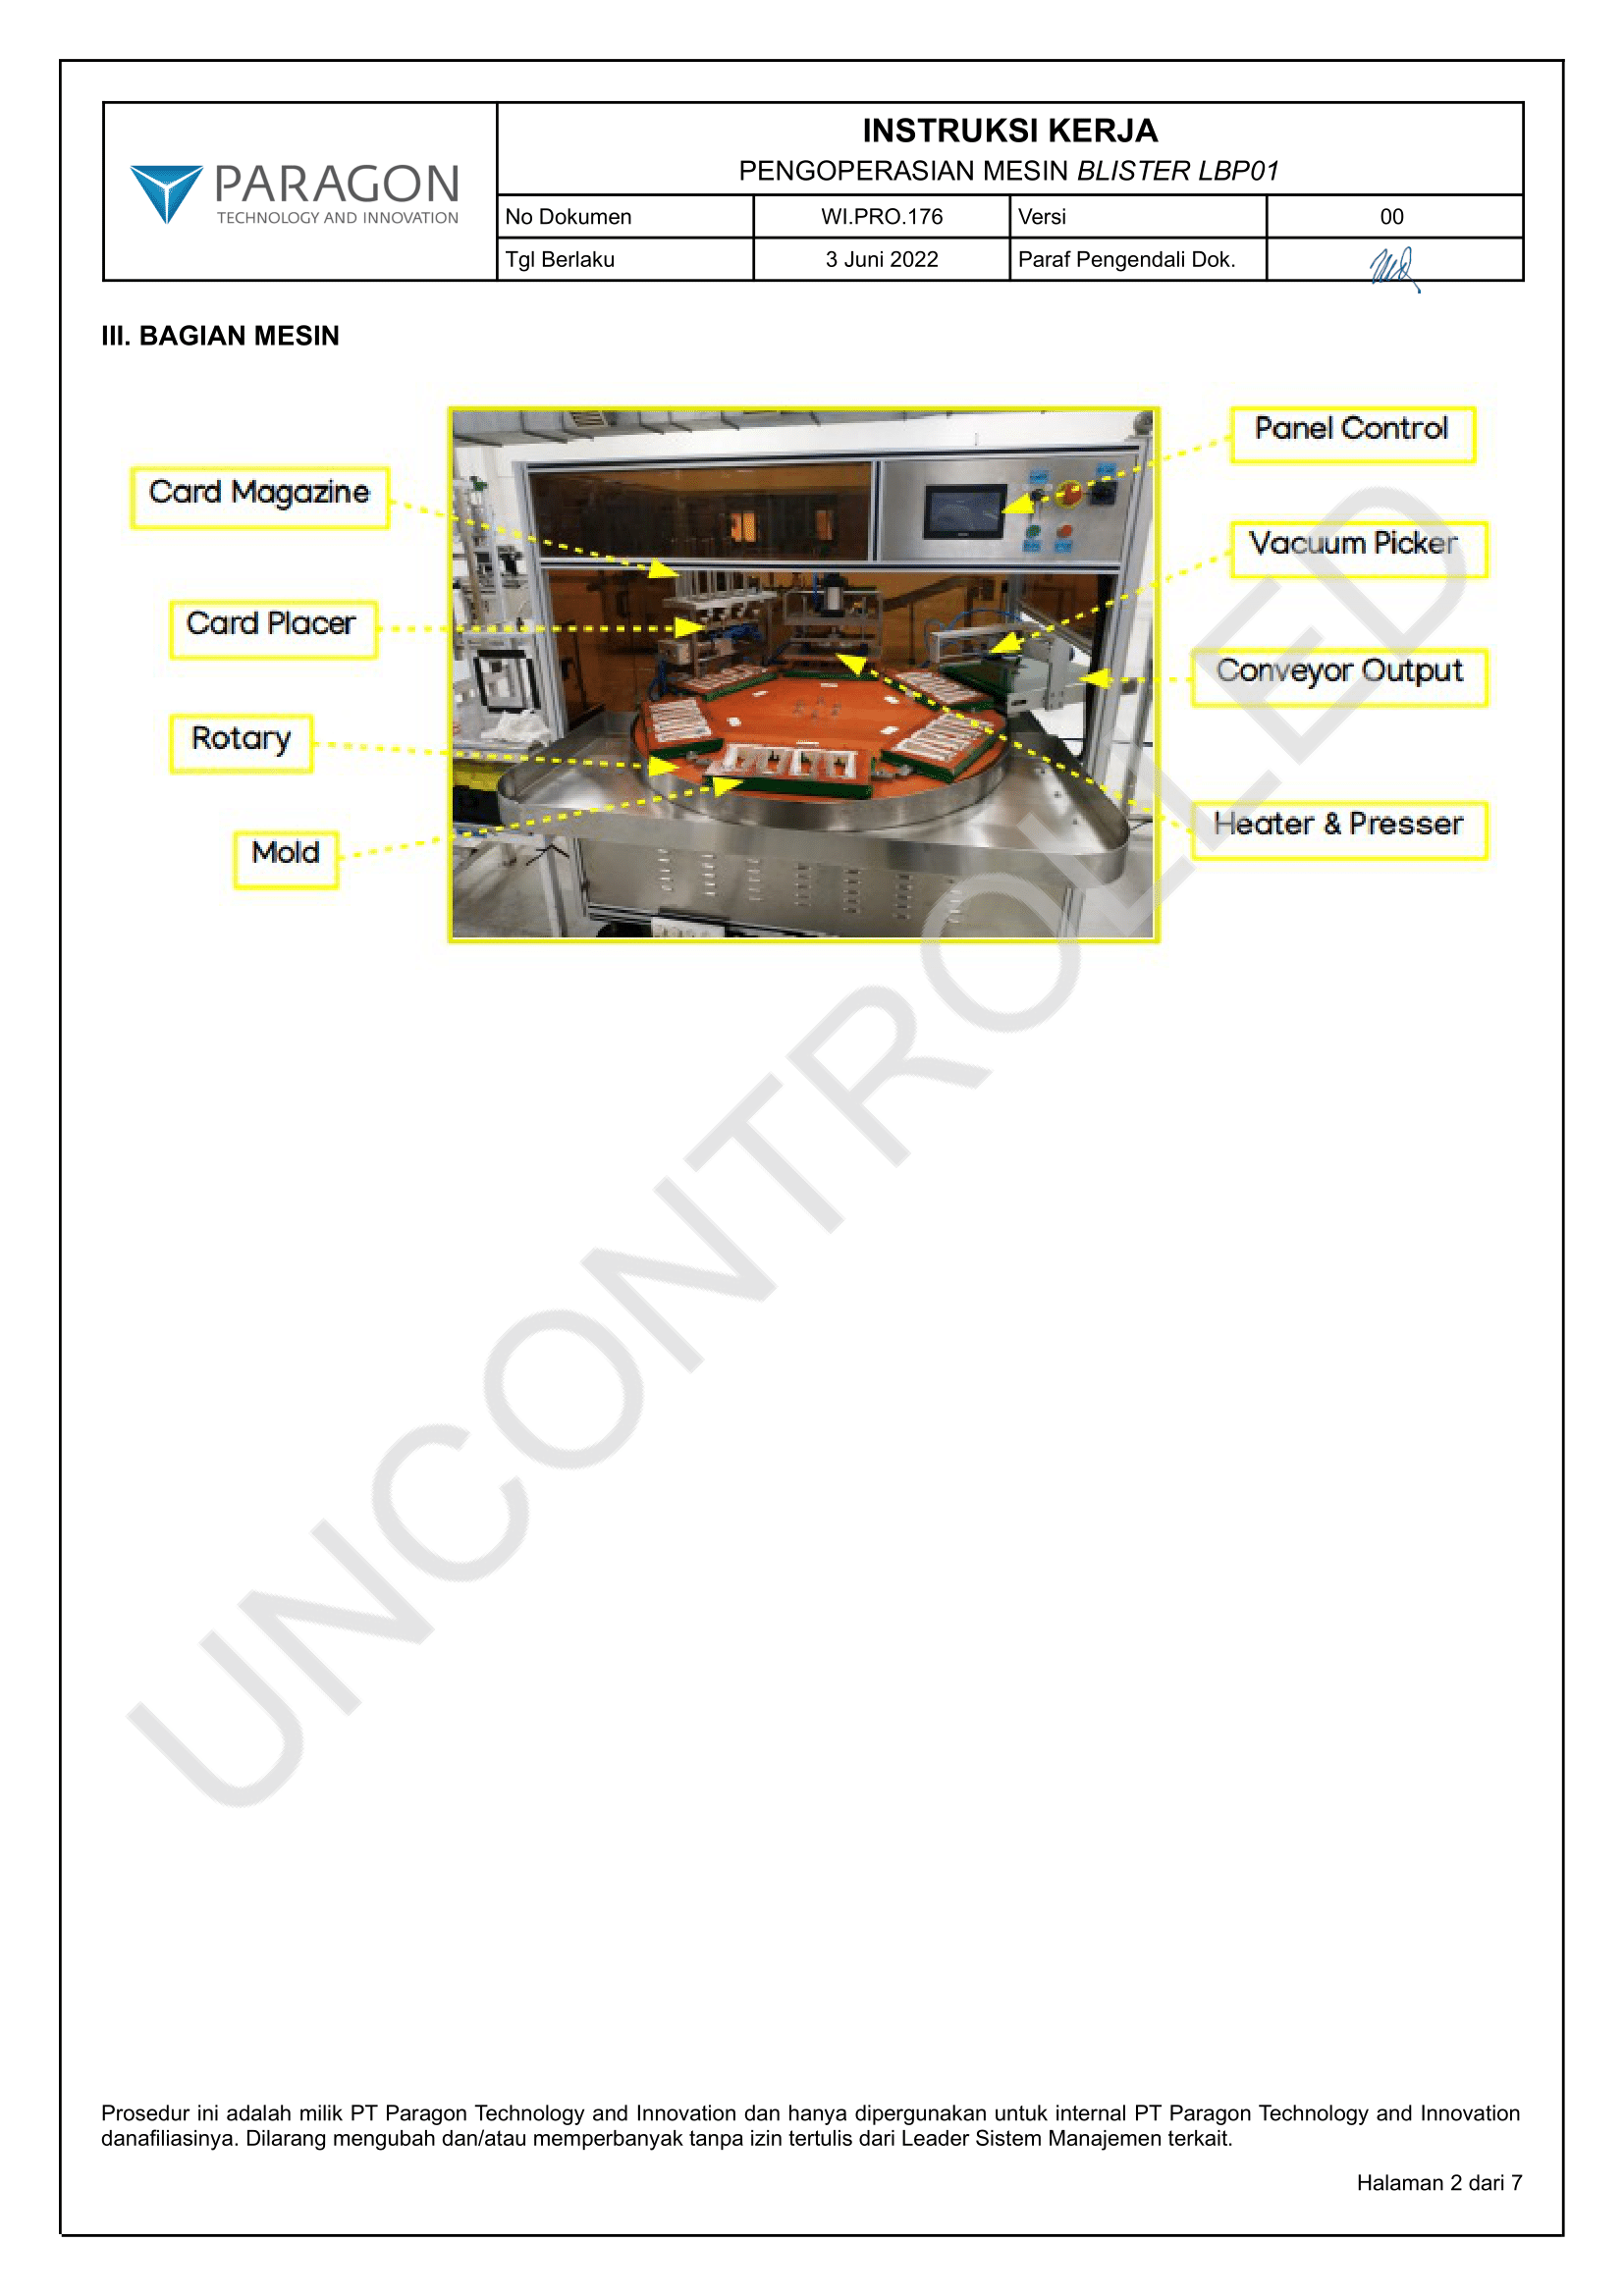 PARAGON
TECHNOLOGY AND INNOVATION
INSTRUKSI KERJA
PENGOPERASIAN MESIN BLISTER LBP01
No Dokumen WI.PRO.176 Versi 00
Tgl Berlaku 3 Juni 2022 Paraf Pengendali Dok.
III. BAGIAN MESIN
Panel Control
Card Magazine
Vacuum Picker
Card Placer
Conveyor Output
Rotary
Heater & Presser
Mold
UNCONTROLLED
Prosedur ini adalah milik PT Paragon Technology and Innovation dan hanya dipergunakan untuk internal PT Paragon Technology and Innovation
danafiliasinya. Dilarang mengubah dan/atau memperbanyak tanpa izin tertulis dari Leader Sistem Manajemen terkait.
Halaman 2 dari 7